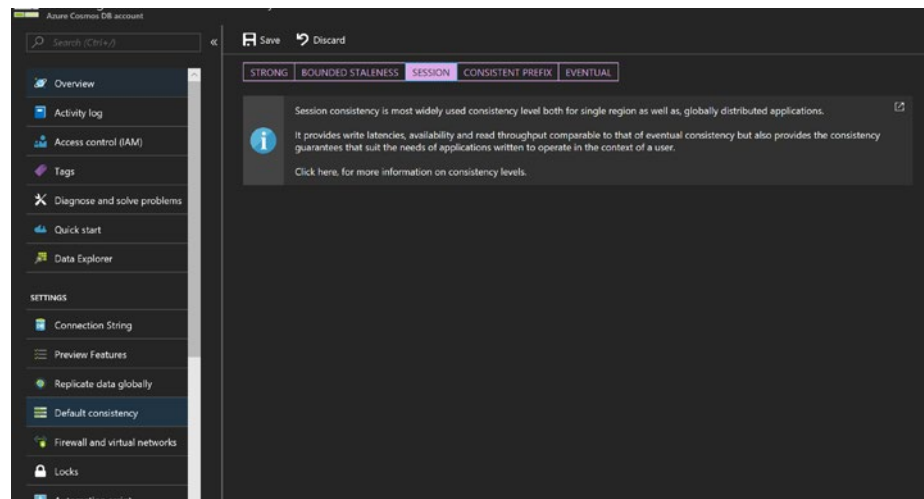 Azure Cosmos DB account
Search (Ctrl+/)
«
Save
Discard
Overview
Activity log
Access control (IAM)
Tags
Diagnose and solve problems
Quick start
Data Explorer
SETTINGS
Connection String
Preview Features
Replicate data globally
Default consistency
Firewall and virtual networks
Locks
STRONG
BOUNDED STALENESS
SESSION
CONSISTENT PREFIX
EVENTUAL
Session consistency is most widely used consistency level both for single region as well as, globally distributed applications.
It provides write latencies, availability and read throughput comparable to that of eventual consistency but also provides the consistency
guarantees that suit the needs of applications written to operate in the context of a user.
Click here, for more information on consistency levels.